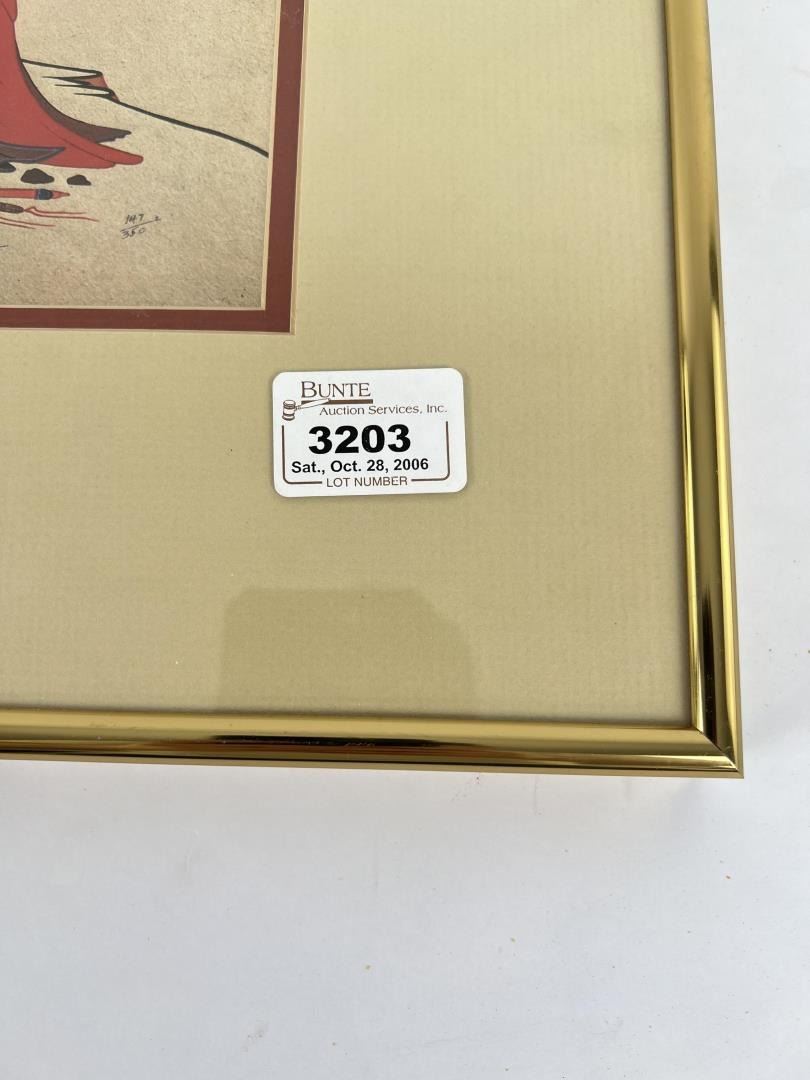 147
350
BUNTE
Auction Services, Inc.
3203
Sat., Oct. 28, 2006
LOT NUMBER